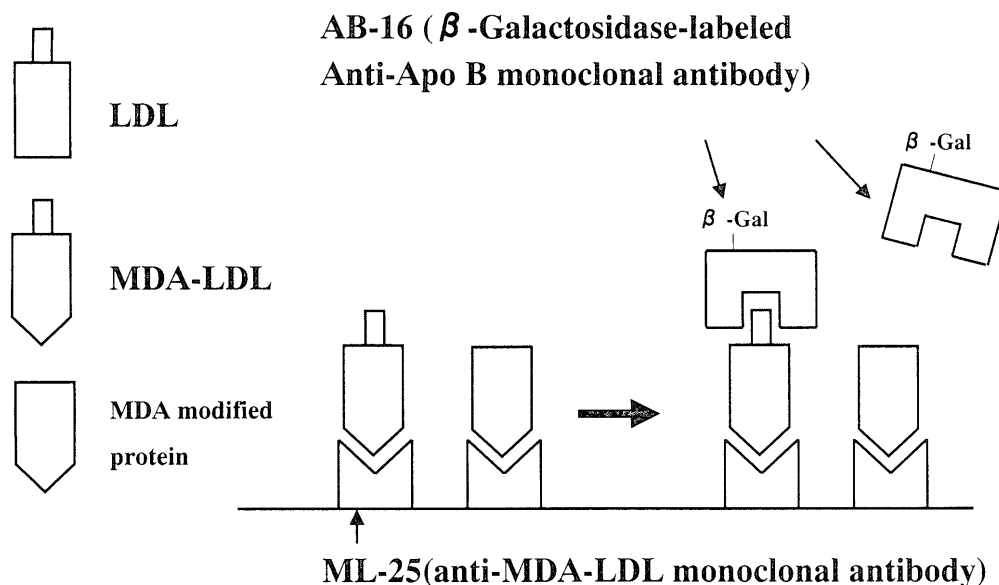 AB-16 ( β -Galactosidase-labeled
Anti-Apo B monoclonal antibody)
LDL
MDA-LDL
MDA modified
protein
β -Gal
β -Gal
ML-25(anti-MDA-LDL monoclonal antibody)